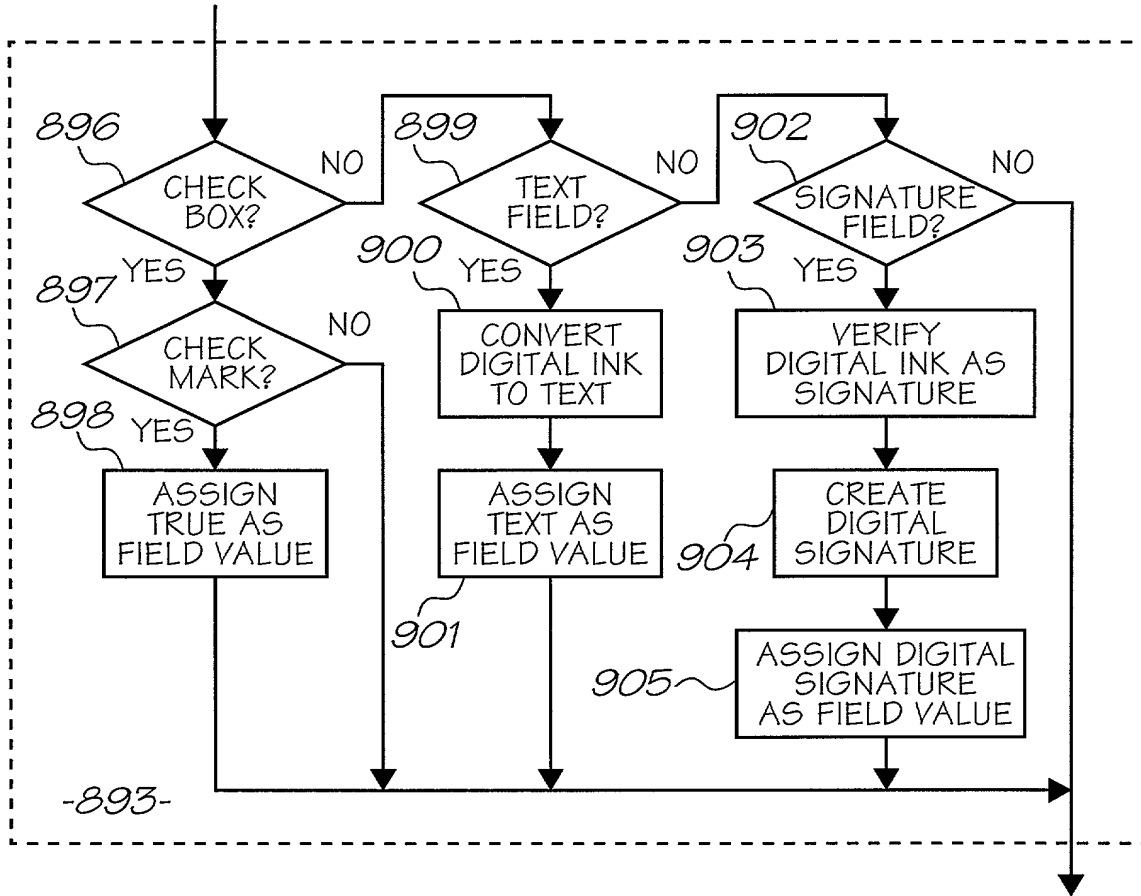 896
CHECK
BOX?
NO
YES
897
CHECK
MARK?
NO
898
YES
ASSIGN
TRUE AS
FIELD VALUE
899
TEXT
FIELD?
NO
900
YES
CONVERT
DIGITAL INK
TO TEXT
ASSIGN
TEXT AS
FIELD VALUE
901
902
SIGNATURE
FIELD?
NO
903
YES
VERIFY
DIGITAL INK AS
SIGNATURE
CREATE
DIGITAL
SIGNATURE
904
905
ASSIGN DIGITAL
SIGNATURE
AS FIELD VALUE
-893-